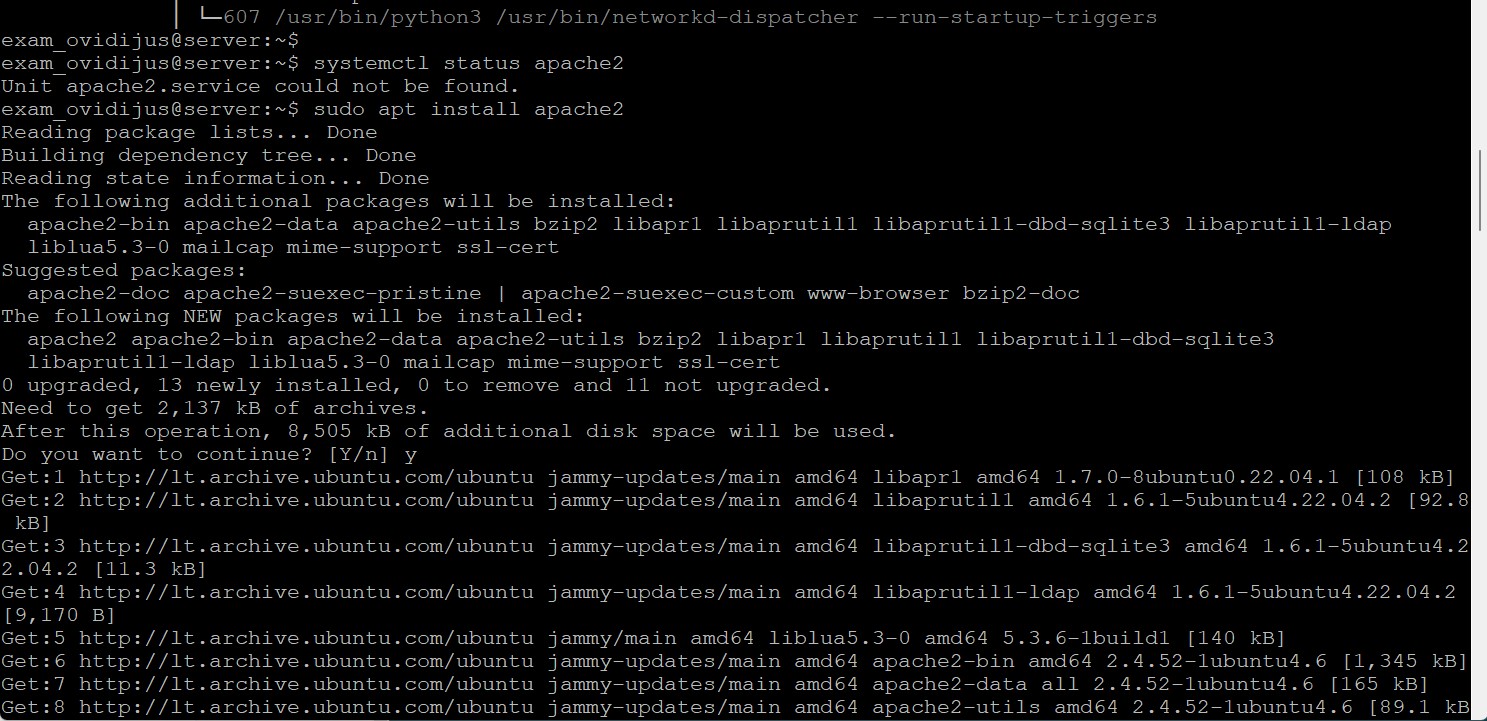 └─607 /usr/bin/python3 /usr/bin/networkd-dispatcher --run-startup-triggers
exam_ovidijus@server:~$
exam_ovidijus@server:~$ systemctl status apache2
Unit apache2.service could not be found.
exam_ovidijus@server:~$ sudo apt install apache2
Reading package lists... Done
Building dependency tree... Done
Reading state information... Done
The following additional packages will be installed:
  apache2-bin apache2-data apache2-utils bzip2 libapr1 libaprutil1 libaprutil1-dbd-sqlite3 libaprutil1-ldap
  liblua5.3-0 mailcap mime-support ssl-cert
Suggested packages:
  apache2-doc apache2-suexec-pristine | apache2-suexec-custom www-browser bzip2-doc
The following NEW packages will be installed:
  apache2 apache2-bin apache2-data apache2-utils bzip2 libapr1 libaprutil1 libaprutil1-dbd-sqlite3
  libaprutil1-ldap liblua5.3-0 mailcap mime-support ssl-cert
0 upgraded, 13 newly installed, 0 to remove and 11 not upgraded.
Need to get 2,137 kB of archives.
After this operation, 8,505 kB of additional disk space will be used.
Do you want to continue? [Y/n] y
Get:1 http://lt.archive.ubuntu.com/ubuntu jammy-updates/main amd64 libapr1 amd64 1.7.0-8ubuntu0.22.04.1 [108 kB]
Get:2 http://lt.archive.ubuntu.com/ubuntu jammy-updates/main amd64 libaprutil1 amd64 1.6.1-5ubuntu4.22.04.2 [92.8
 kB]
Get:3 http://lt.archive.ubuntu.com/ubuntu jammy-updates/main amd64 libaprutil1-dbd-sqlite3 amd64 1.6.1-5ubuntu4.2
2.04.2 [11.3 kB]
Get:4 http://lt.archive.ubuntu.com/ubuntu jammy-updates/main amd64 libaprutil1-ldap amd64 1.6.1-5ubuntu4.22.04.2
[9,170 B]
Get:5 http://lt.archive.ubuntu.com/ubuntu jammy/main amd64 liblua5.3-0 amd64 5.3.6-1build1 [140 kB]
Get:6 http://lt.archive.ubuntu.com/ubuntu jammy-updates/main amd64 apache2-bin amd64 2.4.52-1ubuntu4.6 [1,345 kB]
Get:7 http://lt.archive.ubuntu.com/ubuntu jammy-updates/main amd64 apache2-data all 2.4.52-1ubuntu4.6 [165 kB]
Get:8 http://lt.archive.ubuntu.com/ubuntu jammy-updates/main amd64 apache2-utils amd64 2.4.52-1ubuntu4.6 [89.1 kB